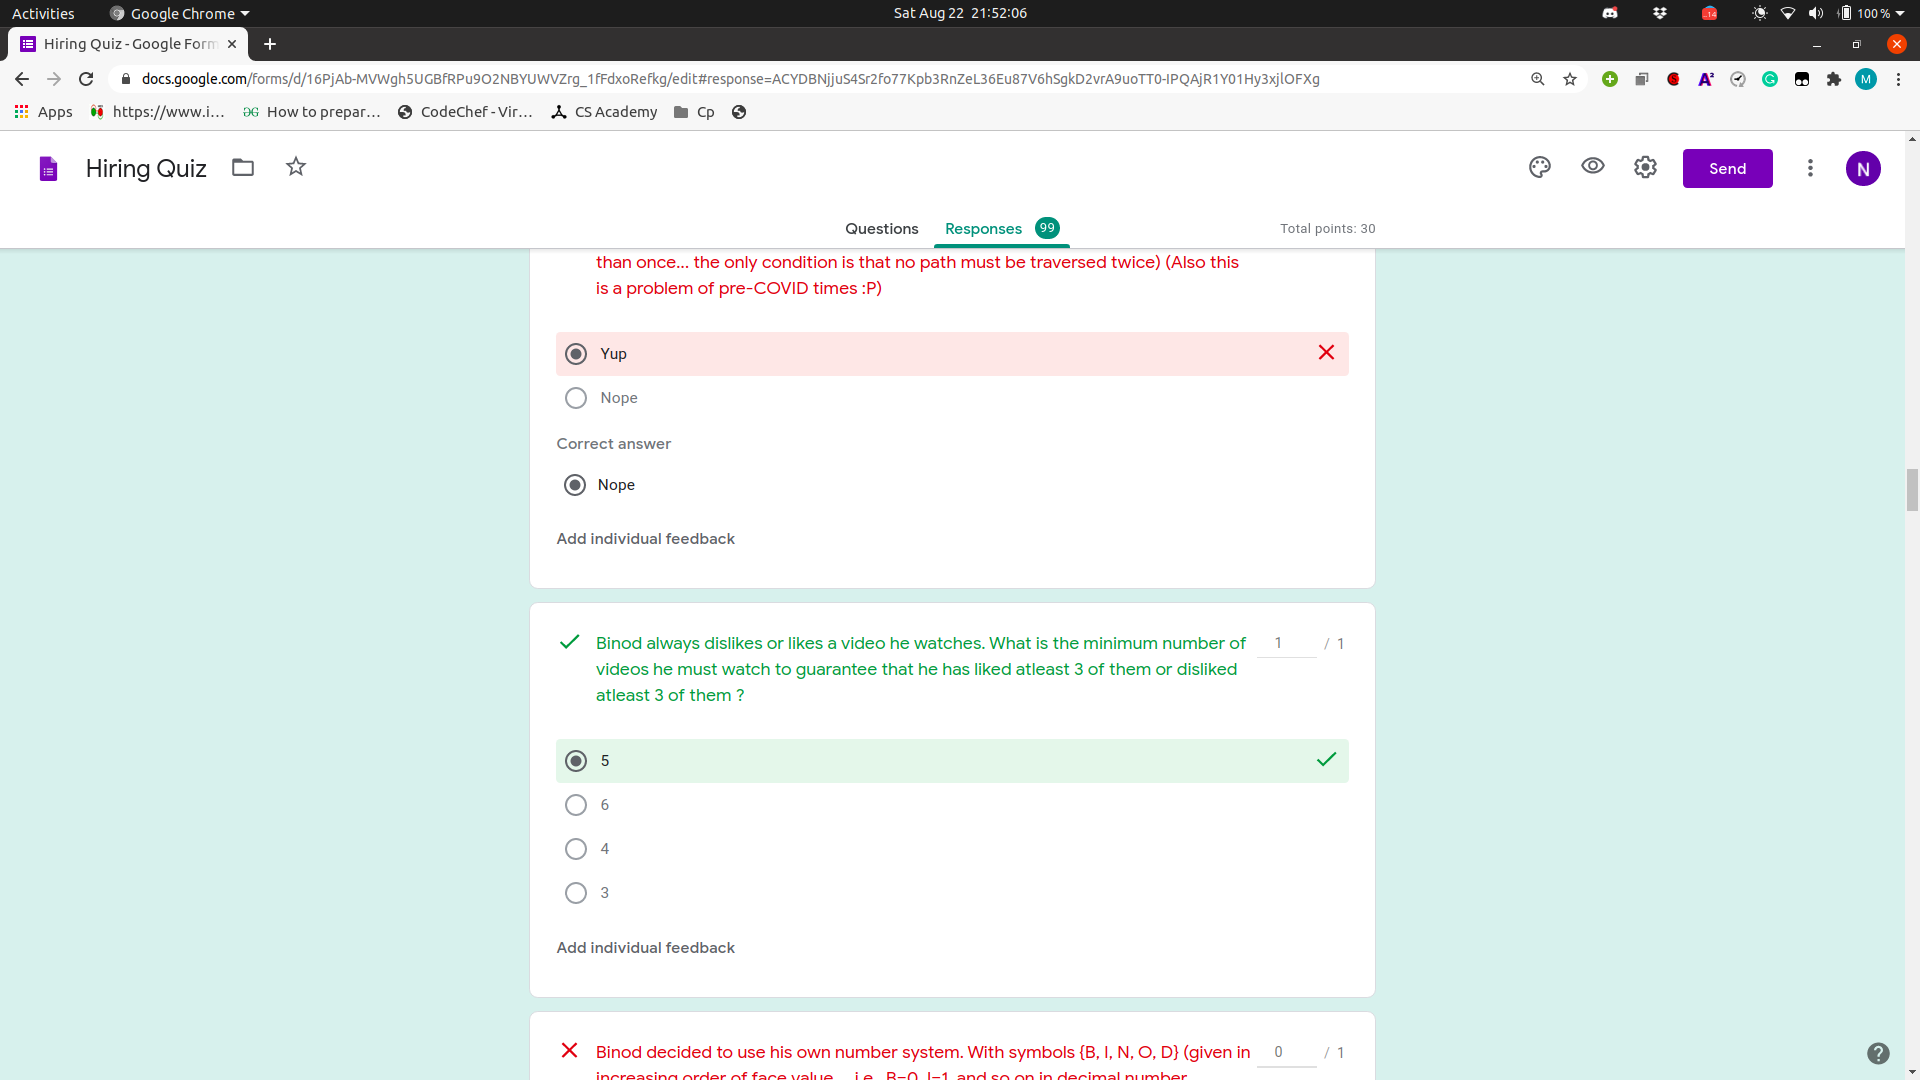 Activities
Google Chrome
Sat Aug 22 21:52:06
14
100 %
Hiring Quiz - Google Form
docs.google.com/forms/d/16PjAb-MVWgh5UGBfRPu9O2NBYUWVZrg_1fFdxoRefkg/edit#response=ACYDBNjjuS4Sr2fo77Kpb3RnZeL36Eu87V6hSgkD2vrA9uoTT0-IPQAjR1Y01Hy3xjlOFXg
M
Apps
https://www.i...
How to prepar...
CodeChef - Vir...
CS Academy
Cp
Hiring Quiz
Send
N
Questions
Responses
99
Total points: 30
than once... the only condition is that no path must be traversed twice) (Also this
is a problem of pre-COVID times :P)
Yup
Nope
Correct answer
Nope
Add individual feedback
Binod always dislikes or likes a video he watches. What is the minimum number of
videos he must watch to guarantee that he has liked atleast 3 of them or disliked
atleast 3 of them ?
1 / 1
5
6
4
3
Add individual feedback
Binod decided to use his own number system. With symbols {B, I, N, O, D} (given in
0 / 1
increasing order of face value ... i.e., B=0, I=1, and so on in decimal number